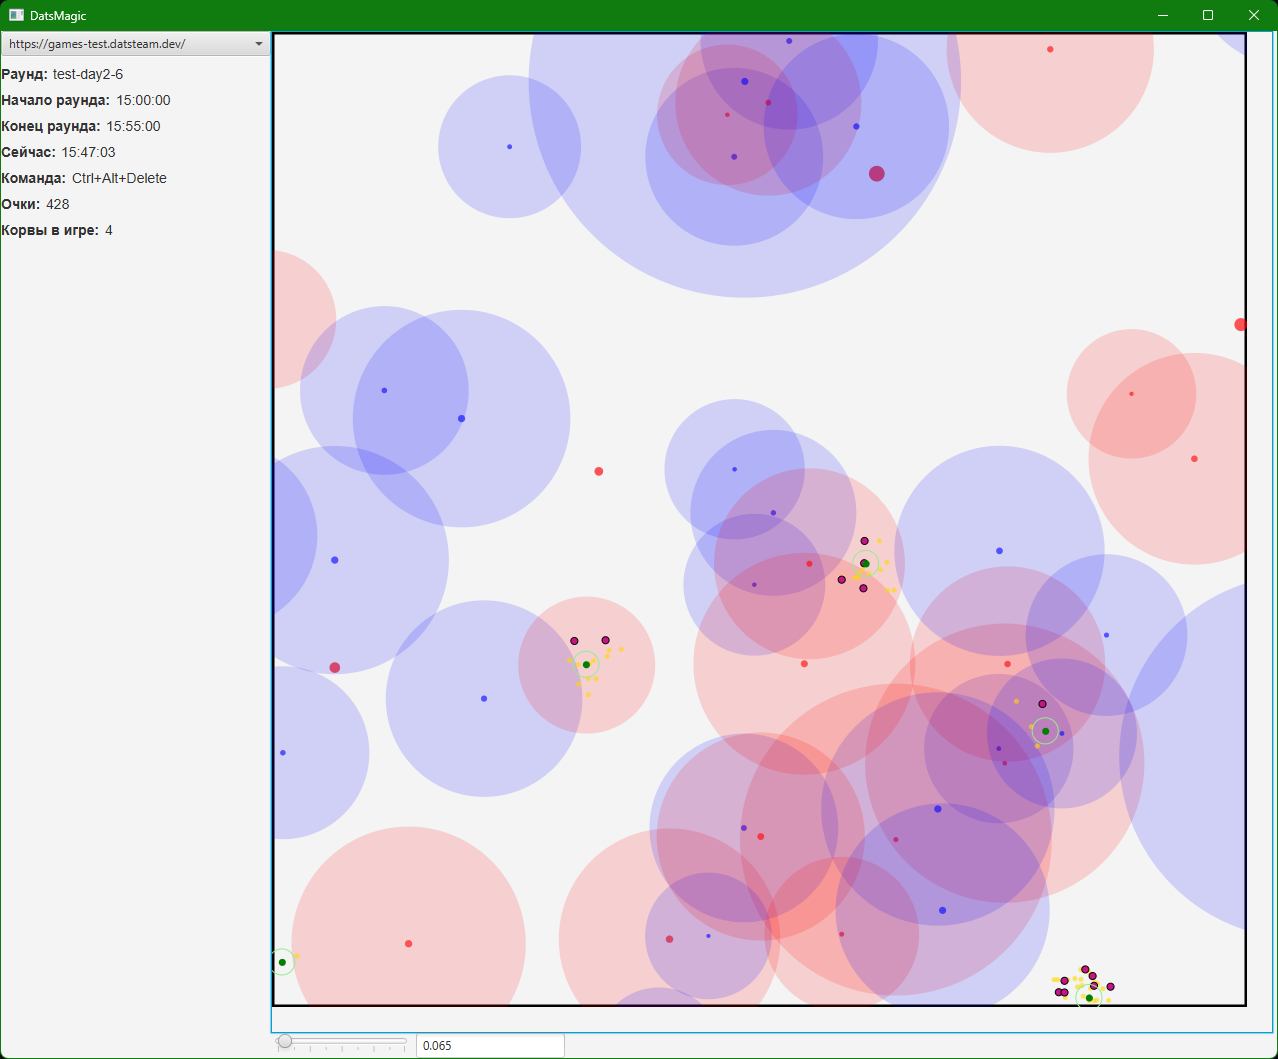 DatsMagic
https://games-test.datsteam.dev/
Раунд: test-day2-6
Начало раунда: 15:00:00
Конец раунда: 15:55:00
Сейчас: 15:47:03
Команда: Ctrl+Alt+Delete
Очки: 428
Корвы в игре: 4
0.065